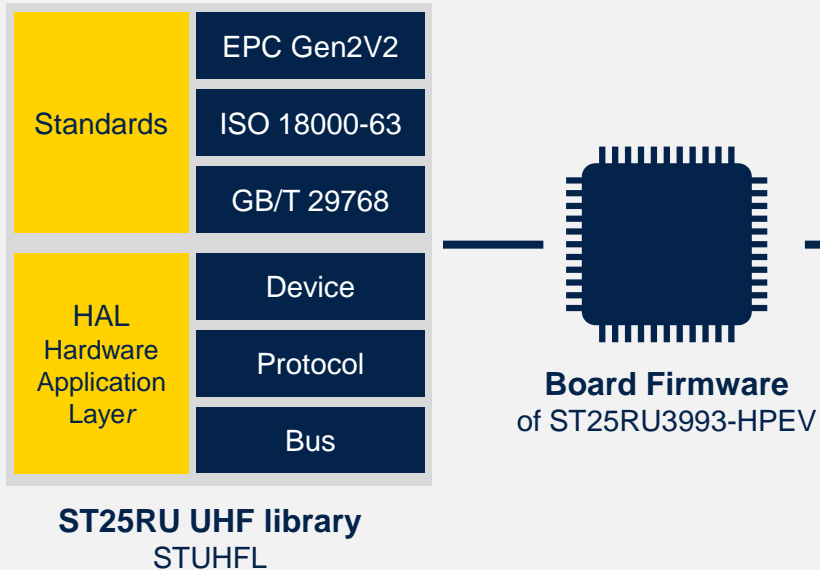 Standards
EPC Gen2V2
ISO 18000-63
GB/T 29768
HAL
Hardware
Application
Layer
Device
Protocol
Bus
ST25RU UHF library
STUHFL
Board Firmware
of ST25RU3993-HPEV